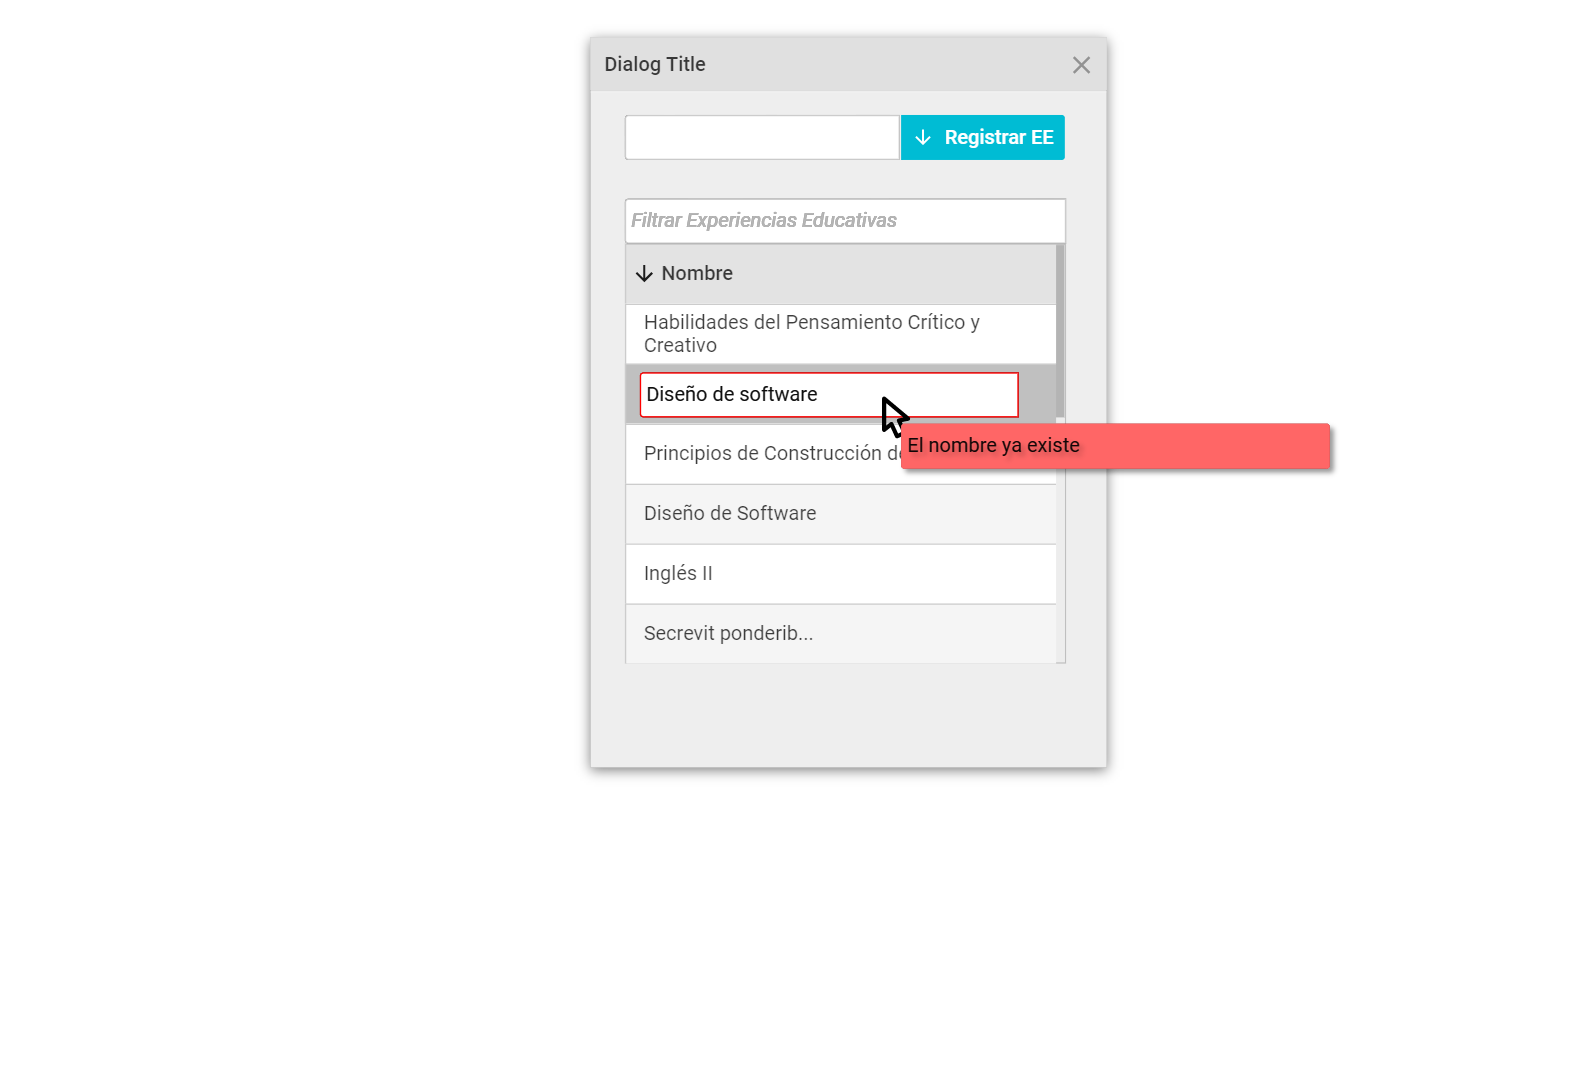 Dialog Title
Registrar EE
Filtrar Experiencias Educativas
Nombre
Habilidades del Pensamiento Crítico y
Creativo
Diseño de software
El nombre ya existe
Principios de Construcción
Diseño de Software
Inglés II
Secrevit ponderib...